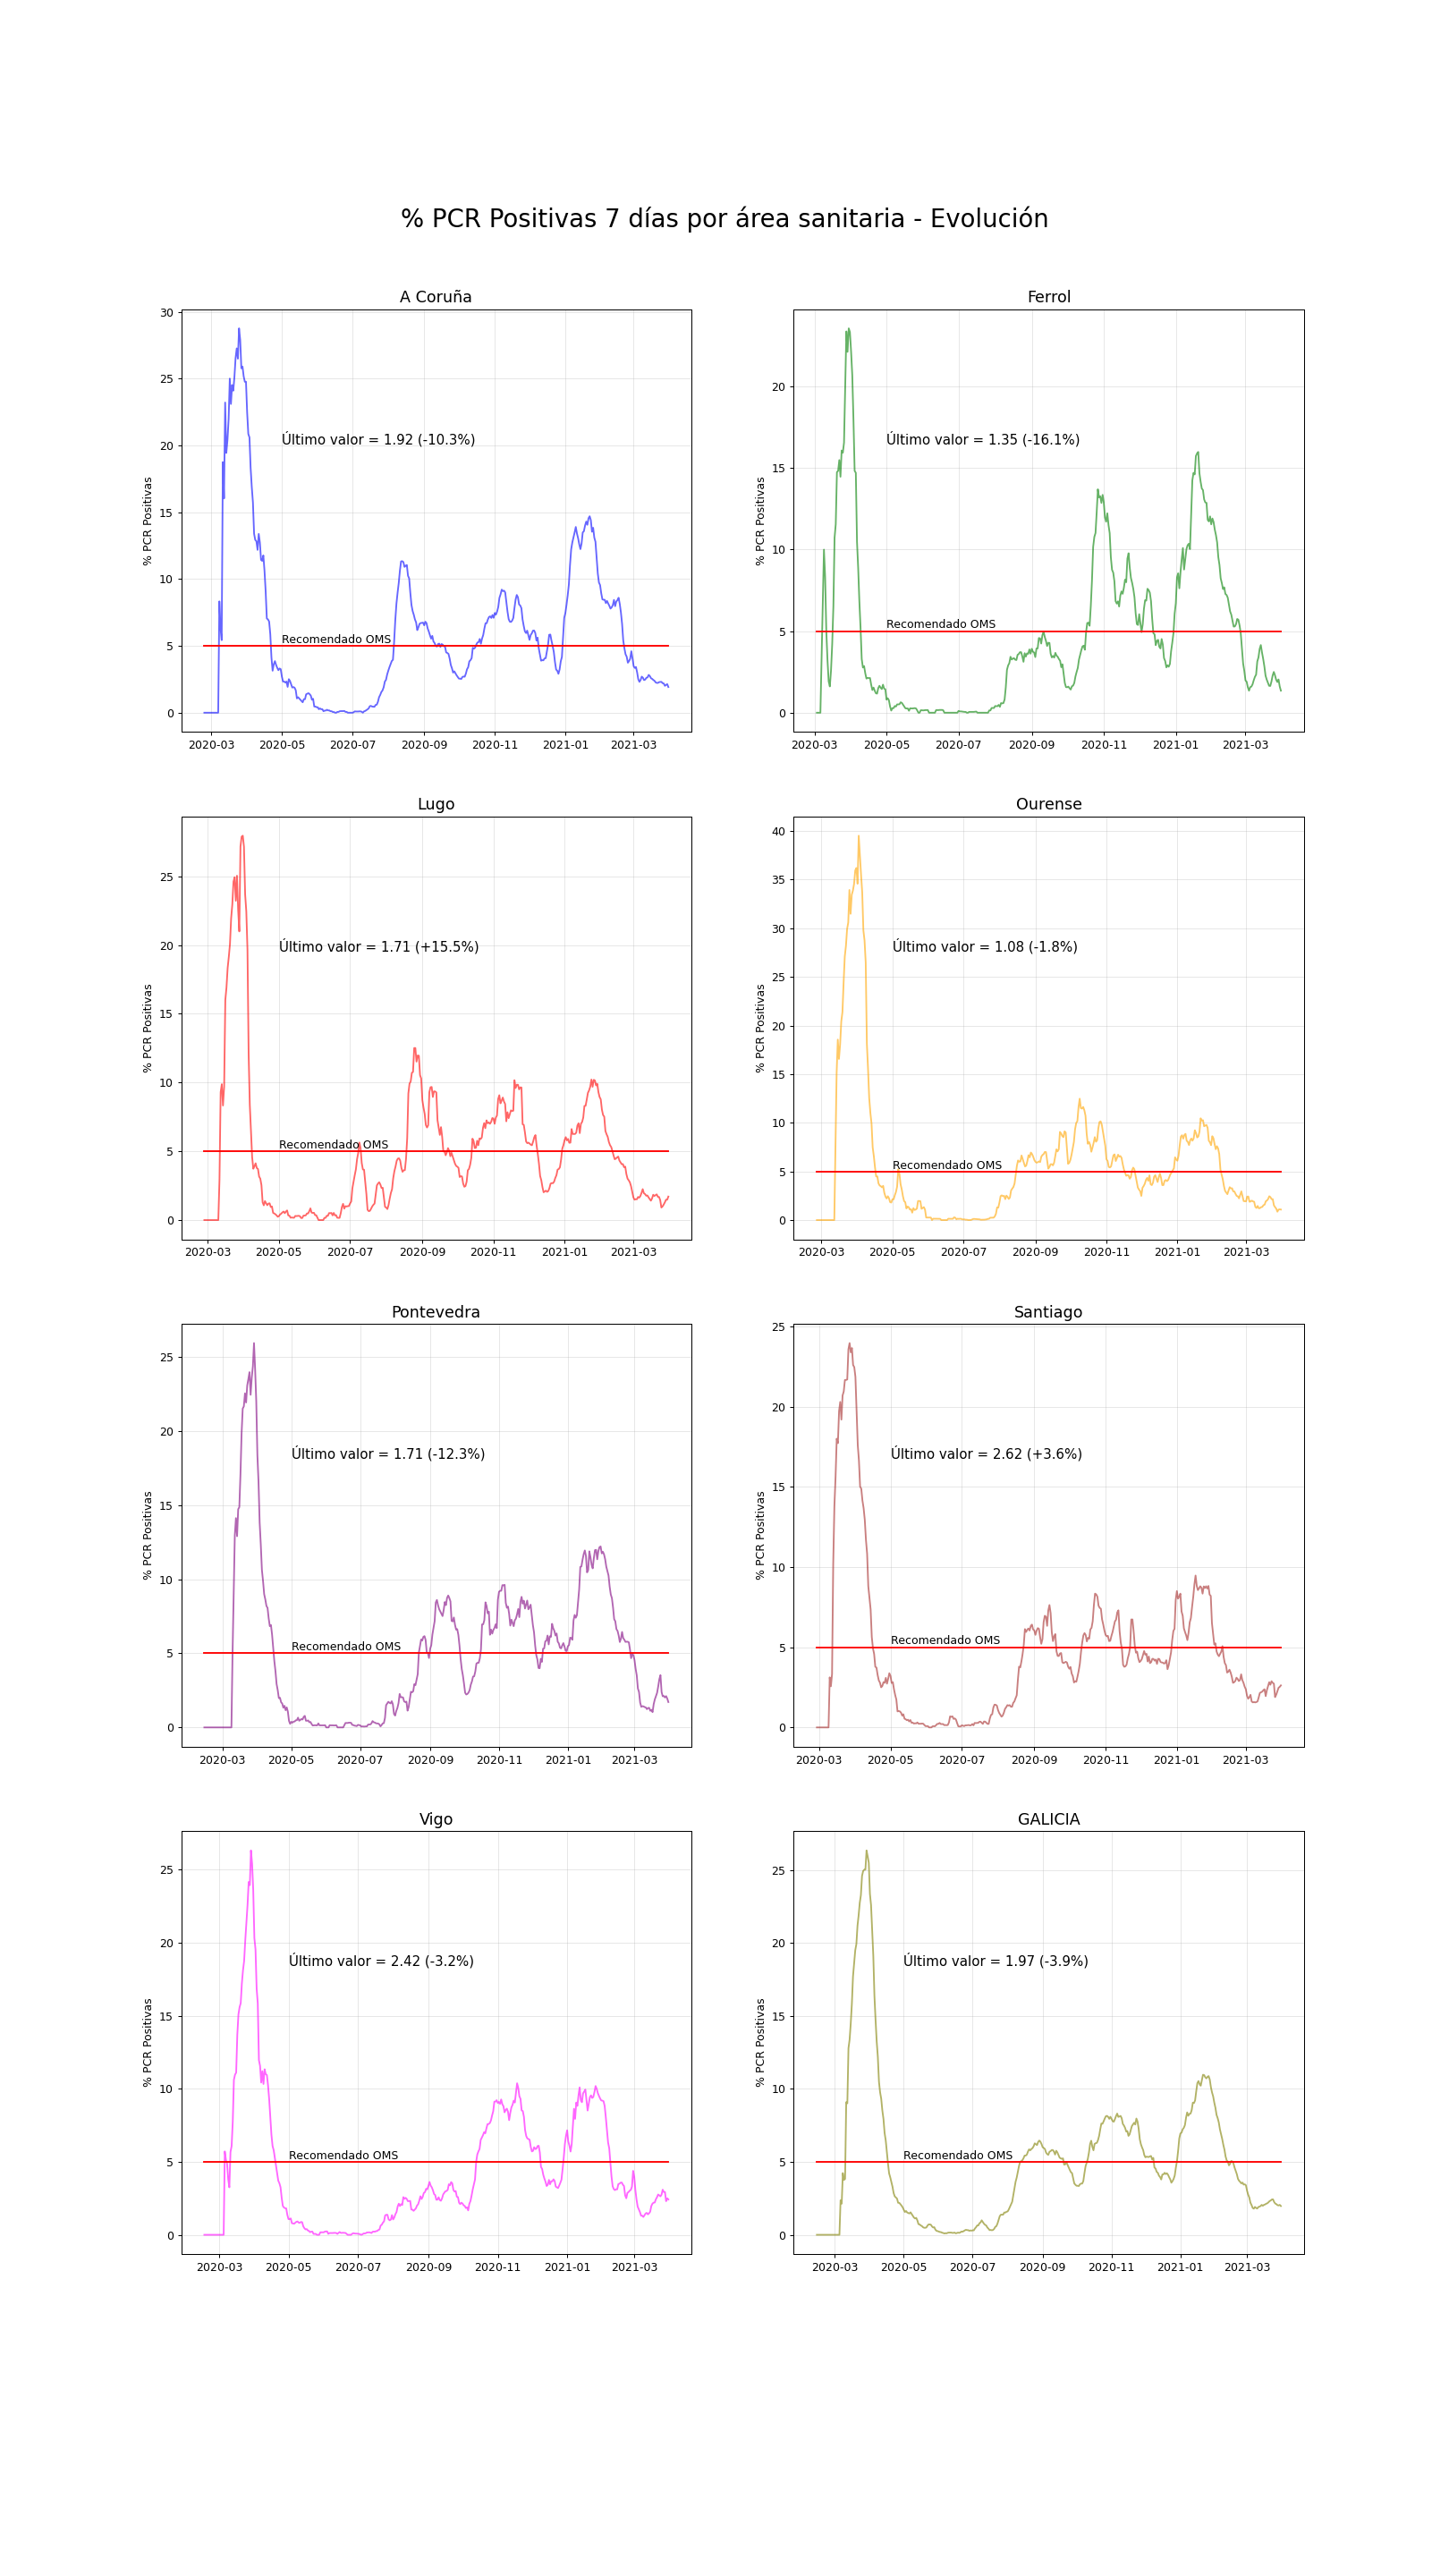 % PCR Positivas 7 días por área sanitaria - Evolución
A Coruña
% PCR Positivas
30
25
20
15
10
5
0
Último valor = 1.92 (-10.3%)
Recomendado OMS
2020-03 2020-05 2020-07 2020-09 2020-11 2021-01 2021-03
Ferrol
% PCR Positivas
20
15
10
5
0
Último valor = 1.35 (-16.1%)
Recomendado OMS
2020-03 2020-05 2020-07 2020-09 2020-11 2021-01 2021-03
Lugo
% PCR Positivas
25
20
15
10
5
0
Último valor = 1.71 (+15.5%)
Recomendado OMS
2020-03 2020-05 2020-07 2020-09 2020-11 2021-01 2021-03
Ourense
% PCR Positivas
40
35
30
25
20
15
10
5
0
Último valor = 1.08 (-1.8%)
Recomendado OMS
2020-03 2020-05 2020-07 2020-09 2020-11 2021-01 2021-03
Pontevedra
% PCR Positivas
25
20
15
10
5
0
Último valor = 1.71 (-12.3%)
Recomendado OMS
2020-03 2020-05 2020-07 2020-09 2020-11 2021-01 2021-03
Santiago
% PCR Positivas
25
20
15
10
5
0
Último valor = 2.62 (+3.6%)
Recomendado OMS
2020-03 2020-05 2020-07 2020-09 2020-11 2021-01 2021-03
Vigo
% PCR Positivas
25
20
15
10
5
0
Último valor = 2.42 (-3.2%)
Recomendado OMS
2020-03 2020-05 2020-07 2020-09 2020-11 2021-01 2021-03
GALICIA
% PCR Positivas
25
20
15
10
5
0
Último valor = 1.97 (-3.9%)
Recomendado OMS
2020-03 2020-05 2020-07 2020-09 2020-11 2021-01 2021-03